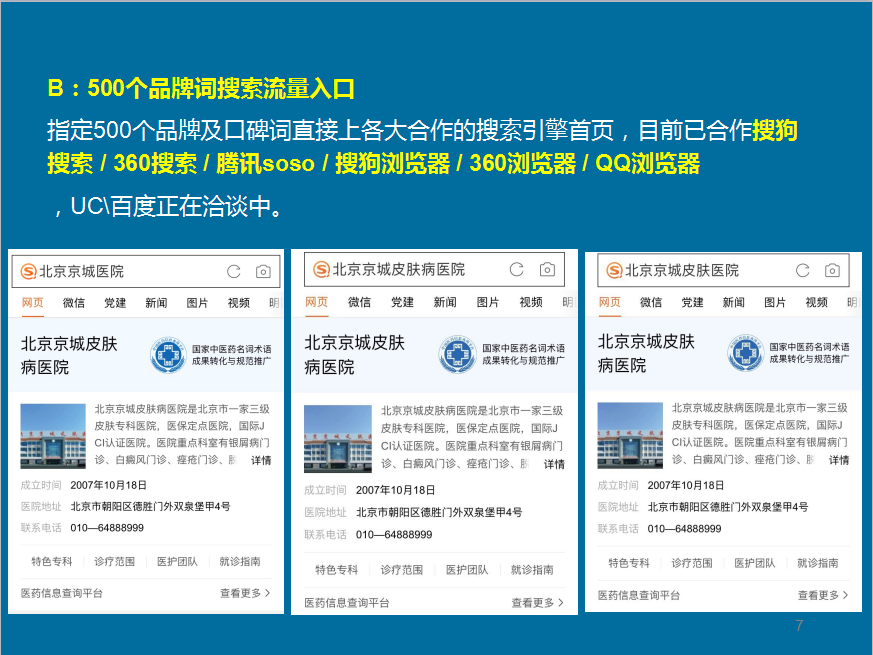 B：500个品牌词搜索流量入口
指定500个品牌及口碑词直接上各大合作的搜索引擎首页，目前已合作搜狗
搜索 / 360搜索 / 腾讯soso / 搜狗浏览器 / 360浏览器 / QQ浏览器
，UC\百度正在洽谈中。
北京京城医院
网页 微信 党建 新闻 图片 视频 明
北京京城皮肤
病医院
国家中医药名词术语
成果转化与规范推广
北京京城皮肤病医院是北京市一家三级
皮肤专科医院，医保定点医院，国际J
CI认证医院。医院重点科室有银屑病门
诊、白癜风门诊、痤疮门诊、 详情
成立时间 2007年10月18日
医院地址 北京市朝阳区德胜门外双泉堡甲4号
联系电话 010—64888999
特色专科 诊疗范围 医护团队 就诊指南
医药信息查询平台 查看更多 >
北京京城皮肤病医院
网页 微信 党建 新闻 图片 视频 明
北京京城皮肤
病医院
国家中医药名词术语
成果转化与规范推广
北京京城皮肤病医院是北京市一家三级
皮肤专科医院，医保定点医院，国际J
CI认证医院。医院重点科室有银屑病门
诊、白癜风门诊、痤疮门诊、 详情
成立时间 2007年10月18日
医院地址 北京市朝阳区德胜门外双泉堡甲4号
联系电话 010—64888999
特色专科 诊疗范围 医护团队 就诊指南
医药信息查询平台 查看更多 >
北京京城皮肤医院
网页 微信 党建 新闻 图片 视频 明
北京京城皮肤
病医院
国家中医药名词术语
成果转化与规范推广
北京京城皮肤病医院是北京市一家三级
皮肤专科医院，医保定点医院，国际J
CI认证医院。医院重点科室有银屑病门
诊、白癜风门诊、痤疮门诊、 详情
成立时间 2007年10月18日
医院地址 北京市朝阳区德胜门外双泉堡甲4号
联系电话 010—64888999
特色专科 诊疗范围 医护团队 就诊指南
医药信息查询平台 查看更多 >
7